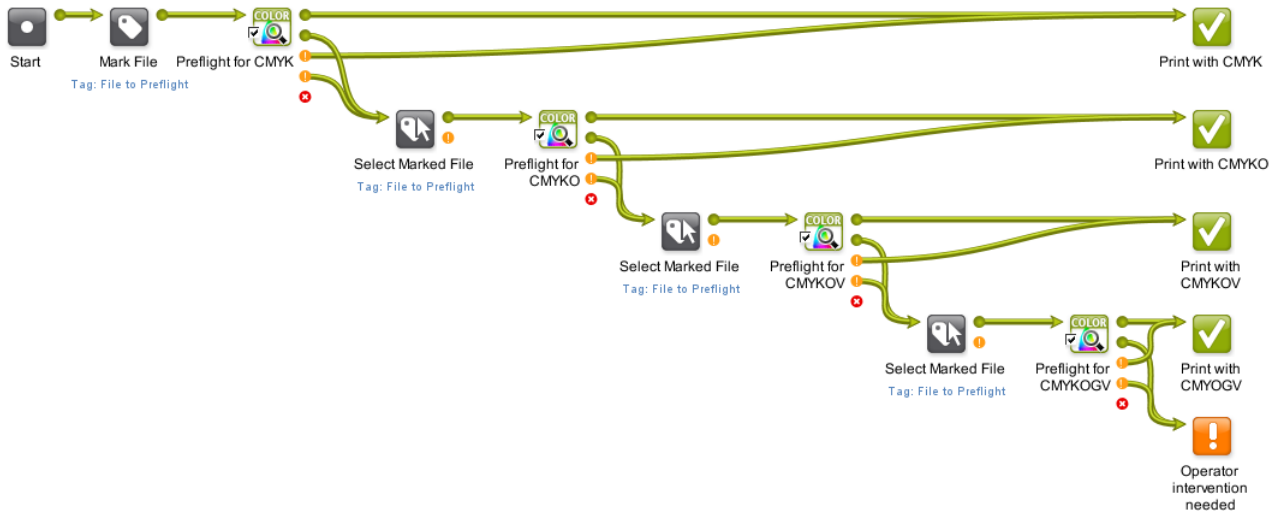 COLOR
Start
Mark File
Preflight for CMYK
Print with CMYK
Tag: File to Preflight
COLOR
Select Marked File
Preflight for
CMYKO
Print with CMYKO
Tag: File to Preflight
COLOR
Select Marked File
Preflight for
CMYKOV
Print with
CMYKOV
Tag: File to Preflight
COLOR
Select Marked File
Preflight for
CMYKOGV
Print with
CMYOGV
Tag: File to Preflight
Operator
intervention
needed